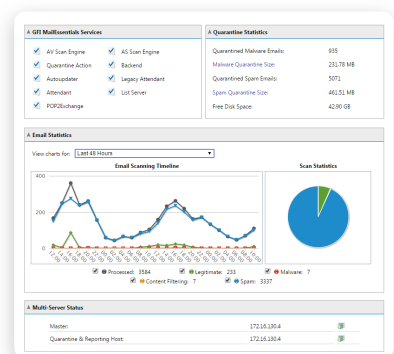 GFI MailEssentials Services
AV Scan Engine
AS Scan Engine
Quarantine Action
Backend
Autoupdater
Legacy Attendant
Attendant
List Server
POP2Exchange
Quarantine Statistics
Quarantined Malware Emails: 935
Malware Quarantine Size: 231.78 MB
Quarantined Spam Emails: 5071
Spam Quarantine Size: 461.51 MB
Free Disk Space: 42.90 GB
Email Statistics
View charts for: Last 48 Hours
Email Scanning Timeline
Scan Statistics
400
200
0
Processed: 3584
Legitimate: 233
Malware: 7
Content Filtering: 7
Spam: 3337
Multi-Server Status
Master: 172.16.130.4
Quarantine & Reporting Host: 172.16.130.4